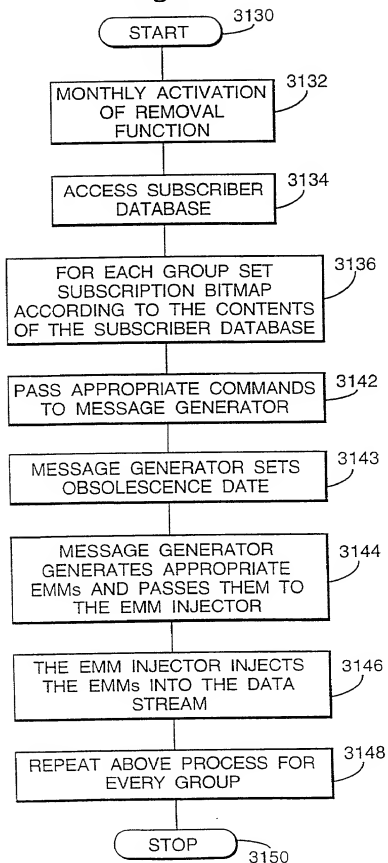 START
3130
MONTHLY ACTIVATION
OF REMOVAL
FUNCTION
3132
ACCESS SUBSCRIBER
DATABASE
3134
FOR EACH GROUP SET
SUBSCRIPTION BITMAP
ACCORDING TO THE CONTENTS
OF THE SUBSCRIBER DATABASE
3136
PASS APPROPRIATE COMMANDS
TO MESSAGE GENERATOR
3142
MESSAGE GENERATOR SETS
OBSOLESCENCE DATE
3143
MESSAGE GENERATOR
GENERATES APPROPRIATE
EMMs AND PASSES THEM TO
THE EMM INJECTOR
3144
THE EMM INJECTOR INJECTS
THE EMMs INTO THE DATA
STREAM
3146
REPEAT ABOVE PROCESS FOR
EVERY GROUP
3148
STOP
3150